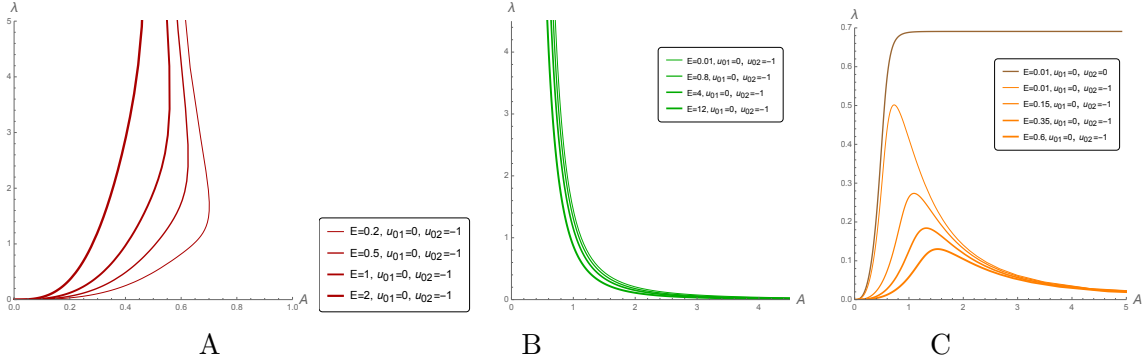 λ
5
4
3
2
1
0
0.0 0.2 0.4 0.6 0.8 1.0
A
E=0.2, u01=0, u02=-1
E=0.5, u01=0, u02=-1
E=1, u01=0, u02=-1
E=2, u01=0, u02=-1
A
λ
4
3
2
1
0
0 1 2 3 4
A
E=0.01, u01=0, u02=-1
E=0.8, u01=0, u02=-1
E=4, u01=0, u02=-1
E=12, u01=0, u02=-1
B
λ
0.7
0.6
0.5
0.4
0.3
0.2
0.1
0.0
0 1 2 3 4 5
A
E=0.01, u01=0, u02=0
E=0.01, u01=0, u02=-1
E=0.15, u01=0, u02=-1
E=0.35, u01=0, u02=-1
E=0.6, u01=0, u02=-1
C